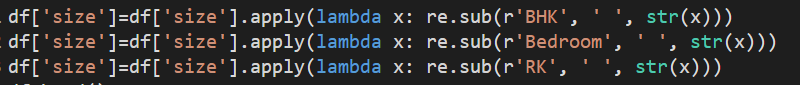 df['size']=df['size'].apply(lambda x: re.sub(r'BHK', ' ', str(x)))
df['size']=df['size'].apply(lambda x: re.sub(r'Bedroom', ' ', str(x)))
df['size']=df['size'].apply(lambda x: re.sub(r'RK', ' ', str(x)))